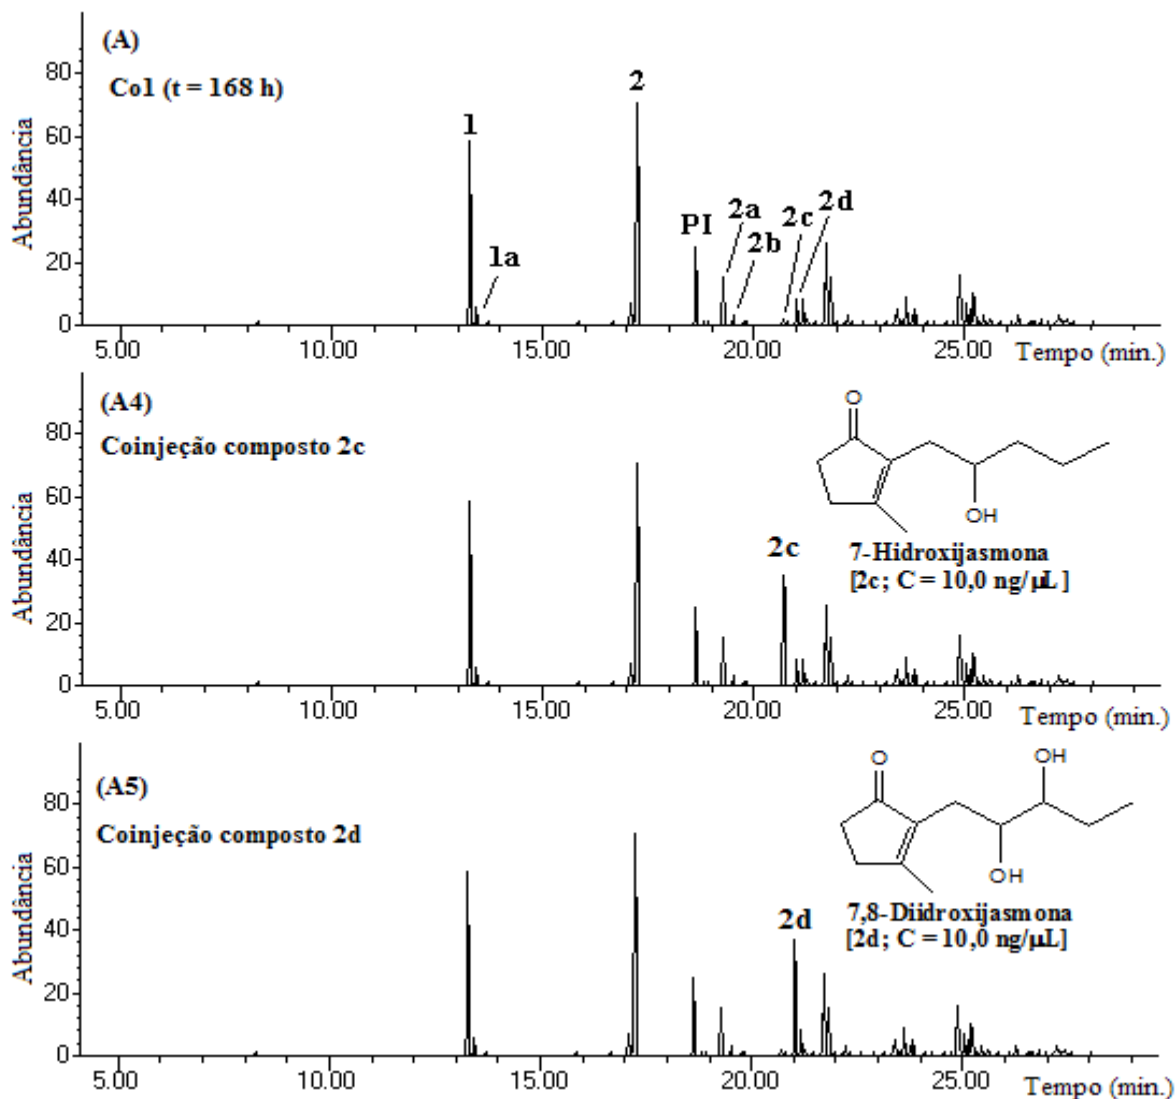 (A)
Co1 (t = 168 h)
Abundância
80
60
40
20
0
1
1a
2
PI
2a
2b
2c
2d
5.00 10.00 15.00 20.00 25.00 Tempo (min.)
(A4)
Coinjeção composto 2c
Abundância
80
60
40
20
0
2c
O
OH
7-Hidroxijasmona
[2c; C = 10,0 ng/μL]
5.00 10.00 15.00 20.00 25.00 Tempo (min.)
(A5)
Coinjeção composto 2d
Abundância
80
60
40
20
0
2d
O
OH
OH
7,8-Diidroxijasmona
[2d; C = 10,0 ng/μL]
5.00 10.00 15.00 20.00 25.00 Tempo (min.)